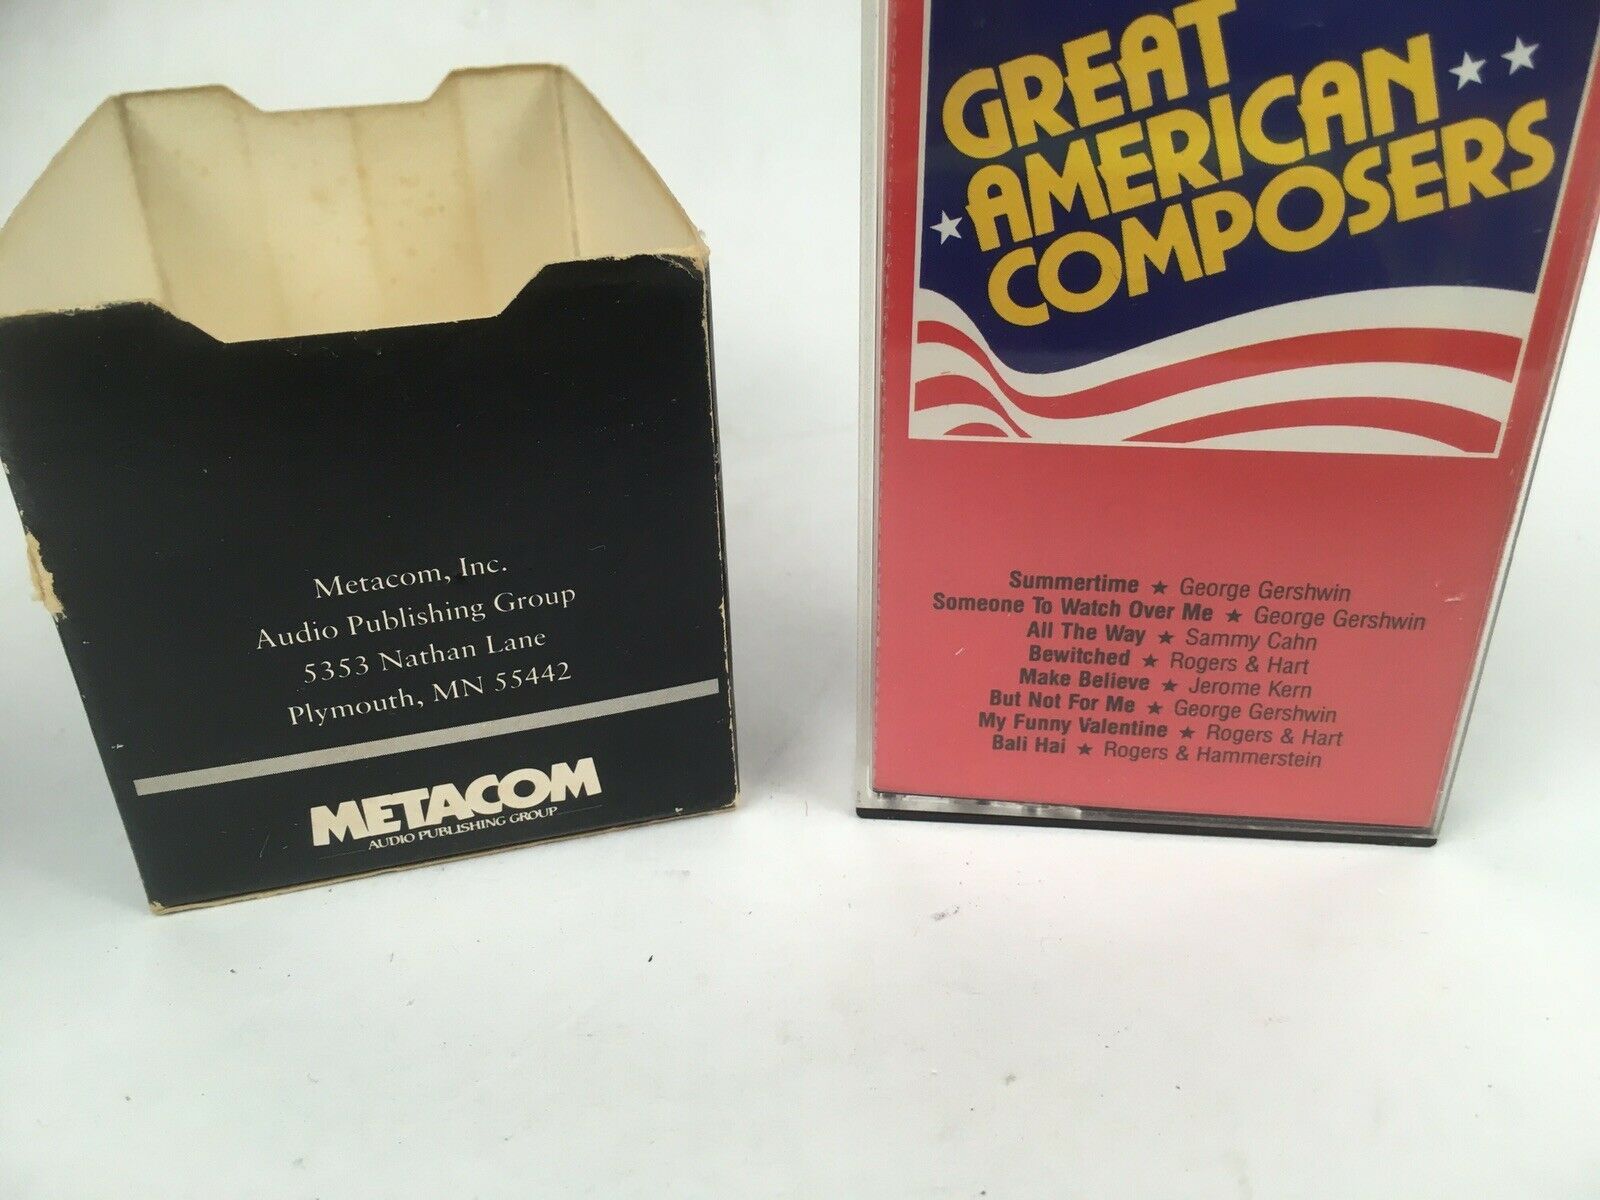 Metacom, Inc.
Audio Publishing Group
5353 Nathan Lane
Plymouth, MN 55442
METACOM
AUDIO PUBLISHING GROUP
GREAT
AMERICAN
COMPOSERS
Summertime ★ George Gershwin
Someone To Watch Over Me ★ George Gershwin
All The Way ★ Sammy Cahn
Bewitched ★ Rogers & Hart
Make Believe ★ Jerome Kern
But Not For Me ★ George Gershwin
My Funny Valentine ★ Rogers & Hart
Bali Hai ★ Rogers & Hammerstein